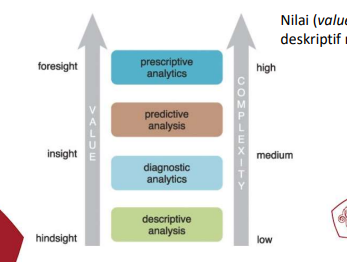 Nilai (value
deskriptif
foresight
prescriptive
analytics
high
VALUE
COMPLEXITY
predictive
analysis
insight
diagnostic
analytics
medium
descriptive
analysis
hindsight
low